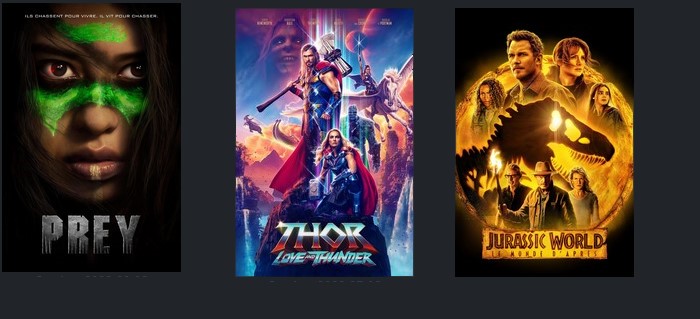 ILS CHASSENT POUR VIVRE. IL VIT POUR CHASSER.
PREY
THOR
LOVE AND THUNDER
JURASSIC WORLD
LE MONDE D'APRÈS